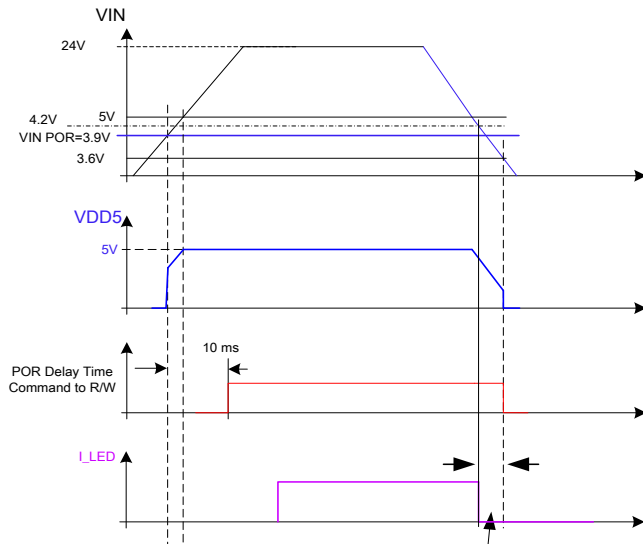 VIN
24V
4.2V
5V
VIN POR=3.9V
3.6V
VDD5
5V
10 ms
POR Delay Time
Command to R/W
I_LED